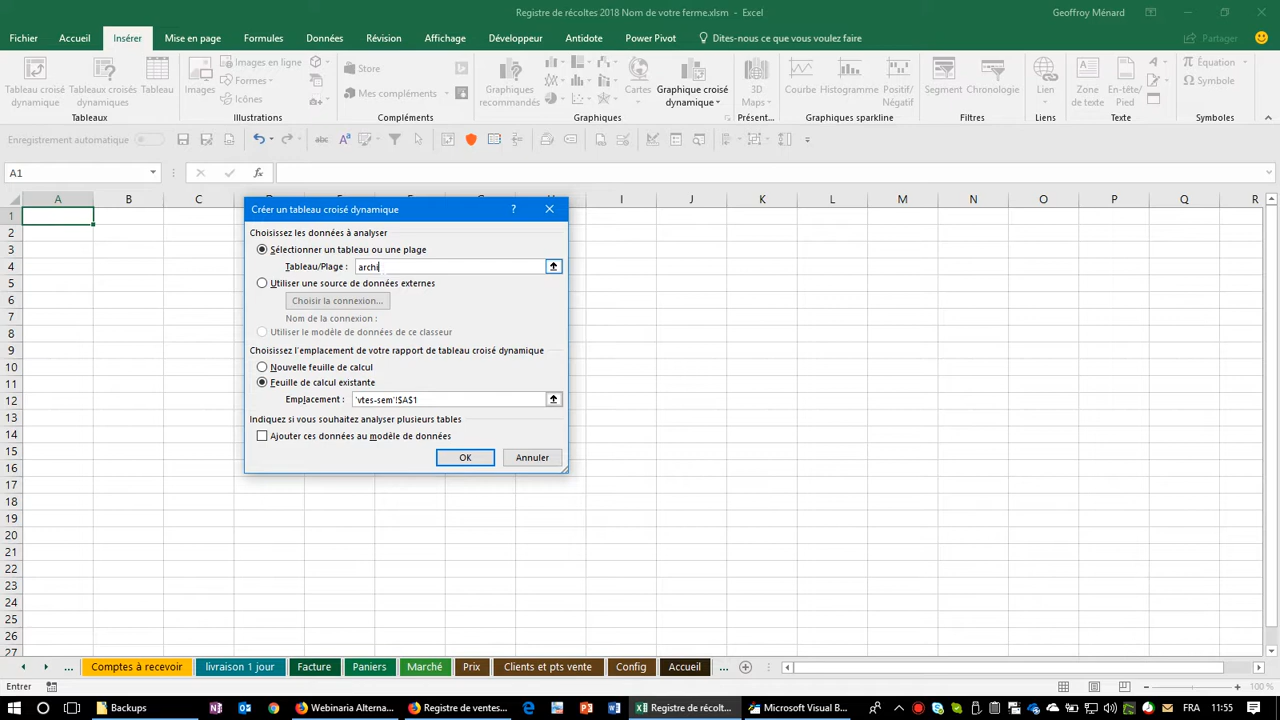 Registre de récoltes 2018 Nom de votre ferme.xlsm - Excel
Geoffroy Ménard
Fichier Accueil Insérer Mise en page Formules Données Révision Affichage Développeur Antidote Power Pivot Dites-nous ce que vous voulez faire Partager
Tableau croisé dynamique
Tableaux croisés dynamiques
Tableau
Tableaux
Images
Images en ligne
Formes
Icônes
Illustrations
Store
Mes compléments
Compléments
Graphiques recommandés
Cartes
Graphique croisé dynamique
Graphiques
3D Maps
Présent...
Courbe
Histogramme
Positif/ Négatif
Graphiques sparkline
Segment
Chronologie
Filtres
Lien
Liens
Zone de texte
En-tête/ Pied
Texte
Équation
Symbole
Symboles
Enregistrement automatique
abc
A1
fx
A B C D E F G H I J K L M N O P Q R
1
2
3
4
5
6
7
8
9
10
11
12
13
14
15
16
17
18
19
20
21
22
23
24
25
26
27
Créer un tableau croisé dynamique
?
Choisissez les données à analyser
Sélectionner un tableau ou une plage
Tableau/Plage : archi
Utiliser une source de données externes
Choisir la connexion...
Nom de la connexion :
Utiliser le modèle de données de ce classeur
Choisissez l'emplacement de votre rapport de tableau croisé dynamique
Nouvelle feuille de calcul
Feuille de calcul existante
Emplacement : 'vtes-sem'!$A$1
Indiquez si vous souhaitez analyser plusieurs tables
Ajouter ces données au modèle de données
OK Annuler
... Comptes à recevoir livraison 1 jour Facture Paniers Marché Prix Clients et pts vente Config Accueil ...
Entrer
100 %
Backups
Webinaria Alterna...
Registre de ventes...
Registre de récolt...
Microsoft Visual B...
FRA
11:55